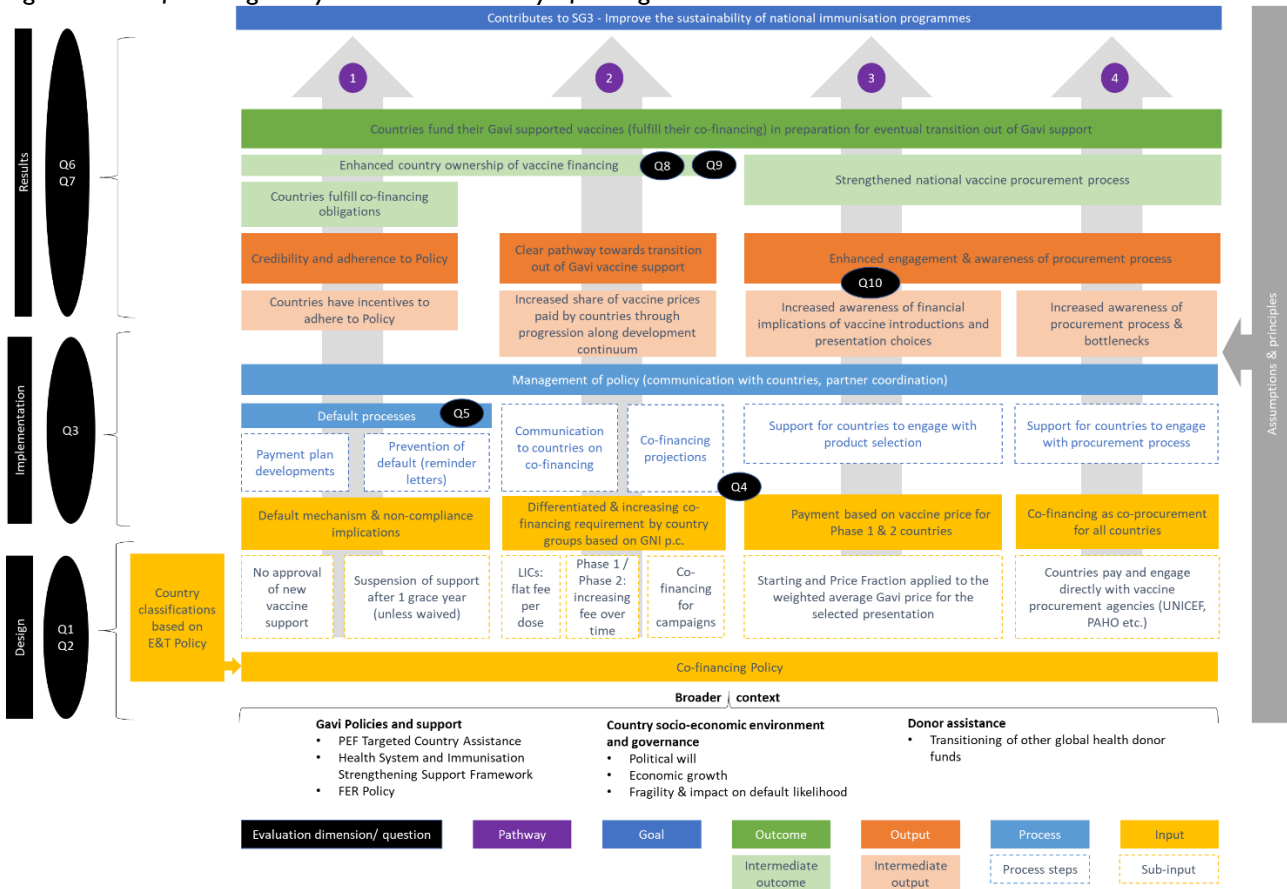 Contributes to SG3 - Improve the sustainability of national immunisation programmes
1
2
3
4
Results
Q6
Q7
Countries fund their Gavi supported vaccines (fulfill their co-financing) in preparation for eventual transition out of Gavi support
Enhanced country ownership of vaccine financing
Q8
Q9
Strengthened national vaccine procurement process
Countries fulfill co-financing
obligations
Credibility and adherence to Policy
Clear pathway towards transition
out of Gavi vaccine support
Enhanced engagement & awareness of procurement process
Q10
Countries have incentives to
adhere to Policy
Increased share of vaccine prices
paid by countries through
progression along development
continuum
Increased awareness of financial
implications of vaccine introductions and
presentation choices
Increased awareness of
procurement process &
bottlenecks
Assumptions & principles
Implementation
Q3
Management of policy (communication with countries, partner coordination)
Default processes
Q5
Payment plan
developments
Prevention of
default (reminder
letters)
Communication
to countries on
co-financing
Co-financing
projections
Support for countries to engage with
product selection
Support for countries to engage
with procurement process
Q4
Default mechanism & non-compliance
implications
Differentiated & increasing co-
financing requirement by country
groups based on GNI p.c.
Payment based on vaccine price for
Phase 1 & 2 countries
Co-financing as co-procurement
for all countries
Design
Q1
Q2
Country
classifications
based on
E&T Policy
No approval
of new
vaccine
support
Suspension of support
after 1 grace year
(unless waived)
LICs:
flat fee
per
dose
Phase 1 /
Phase 2:
increasing
fee over
time
Co-
financing
for
campaigns
Starting and Price Fraction applied to the
weighted average Gavi price for the
selected presentation
Countries pay and engage
directly with vaccine
procurement agencies (UNICEF,
PAHO etc.)
Co-financing Policy
Broader context
Gavi Policies and support
• PEF Targeted Country Assistance
• Health System and Immunisation
Strengthening Support Framework
• FER Policy
Country socio-economic environment
and governance
• Political will
• Economic growth
• Fragility & impact on default likelihood
Donor assistance
• Transitioning of other global health donor
funds
Evaluation dimension/ question
Pathway
Goal
Outcome
Output
Process
Input
Intermediate
outcome
Intermediate
output
Process steps
Sub-input